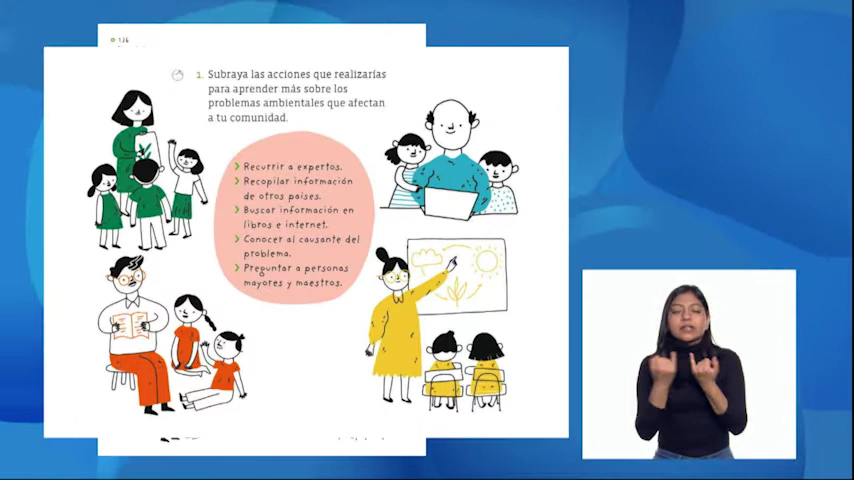 136
1. Subraya las acciones que realizarías
para aprender más sobre los
problemas ambientales que afectan
a tu comunidad.
Recurrir a expertos.
Recopilar información
de otros países.
Buscar información en
libros e internet.
Conocer al causante del
problema.
Preguntar a personas
mayores y maestros.